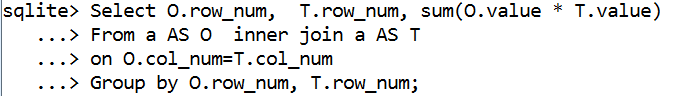 sqlite> Select O.row_num,  T.row_num, sum(O.value * T.value)
   ...> From a AS O  inner join a AS T
   ...> on O.col_num=T.col_num
   ...> Group by O.row_num, T.row_num;